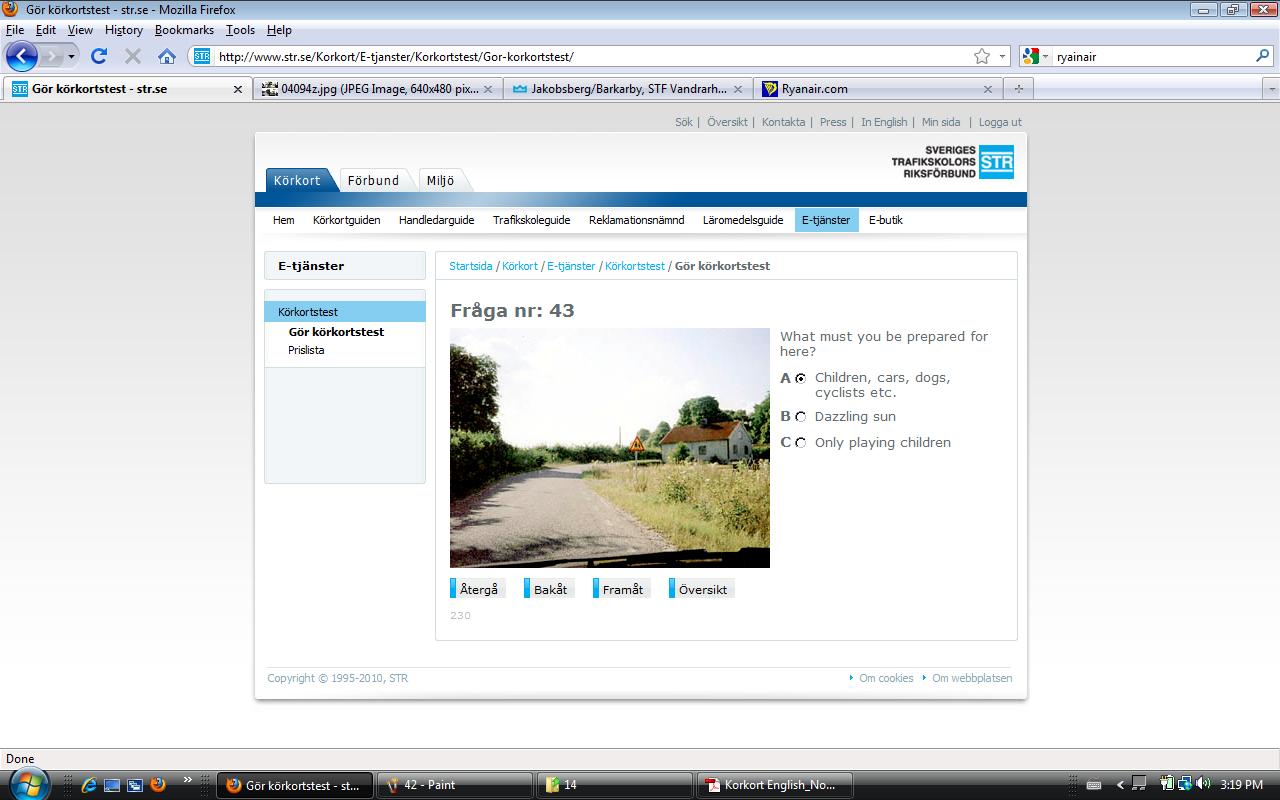 Gör körkortstest - str.se - Mozilla Firefox
File Edit View History Bookmarks Tools Help
STR http://www.str.se/Korkort/E-tjanster/Korkortstest/Gor-korkortstest/ ryainair
STR Gör körkortstest - str.se 04094z.jpg (JPEG Image, 640x480 pix... Jakobsberg/Barkarby, STF Vandrarh... Ryanair.com
Sök | Översikt | Kontakta | Press | In English | Min sida | Logga ut
SVERIGES
TRAFIKSKOLORS
RIKSFÖRBUND
STR
Körkort Förbund Miljö
Hem Körkortguiden Handledarguide Trafikskoleguide Reklamationsnämnd Läromedelsguide E-tjänster E-butik
E-tjänster
Körkortstest
Gör körkortstest
Prislista
Startsida / Körkort / E-tjänster / Körkortstest / Gör körkortstest
Fråga nr: 43
What must you be prepared for
here?
A Children, cars, dogs,
cyclists etc.
B Dazzling sun
C Only playing children
Återgå Bakåt Framåt Översikt
230
Copyright © 1995-2010, STR Om cookies Om webbplatsen
Done
Gör körkortstest - st... 42 - Paint 14 Korkort English_No... 3:19 PM